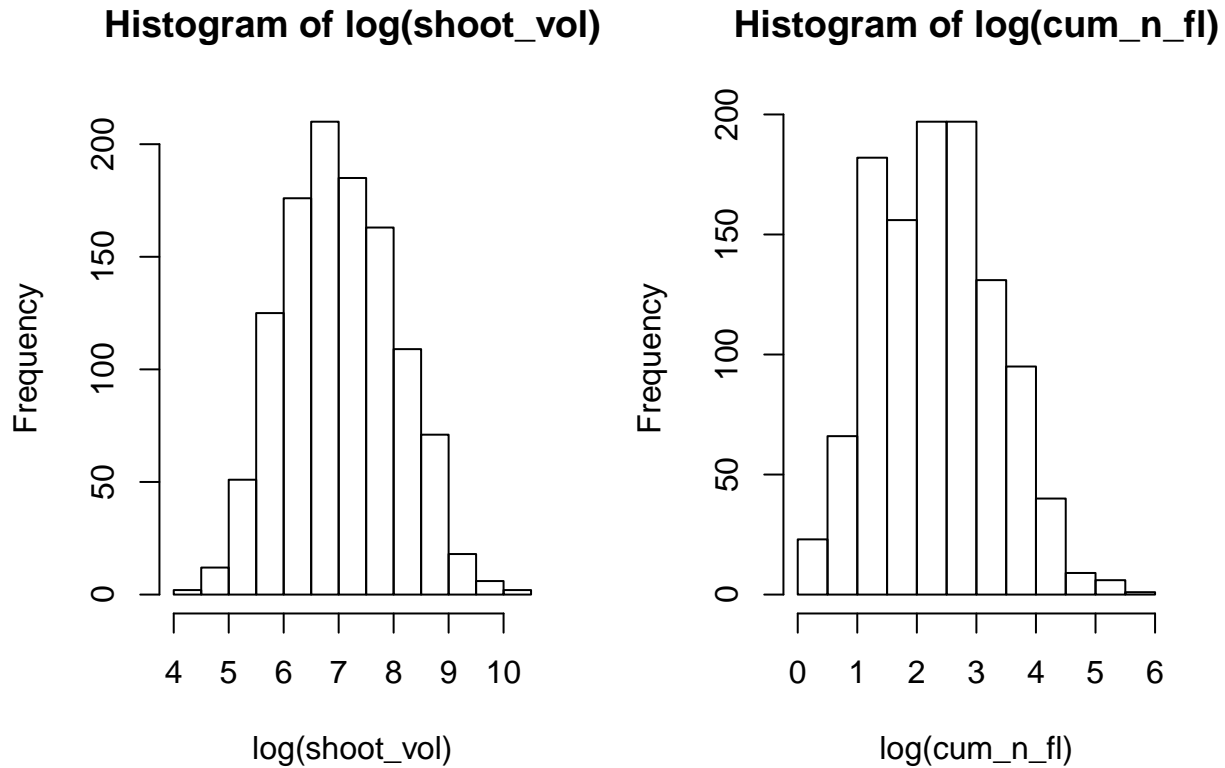 Histogram of log(shoot_vol)
Frequency
200
150
100
50
0
4 5 6 7 8 9 10
log(shoot_vol)
Histogram of log(cum_n_fl)
Frequency
200
150
100
50
0
0 1 2 3 4 5 6
log(cum_n_fl)